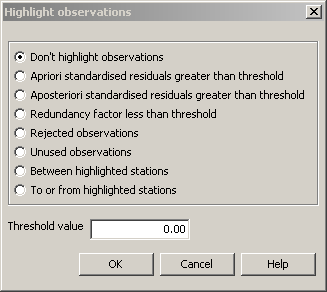 Highlight observations
Don't highlight observations
Apriori standardised residuals greater than threshold
Aposteriori standardised residuals greater than threshold
Redundancy factor less than threshold
Rejected observations
Unused observations
Between highlighted stations
To or from highlighted stations
Threshold value 0.00
OK Cancel Help